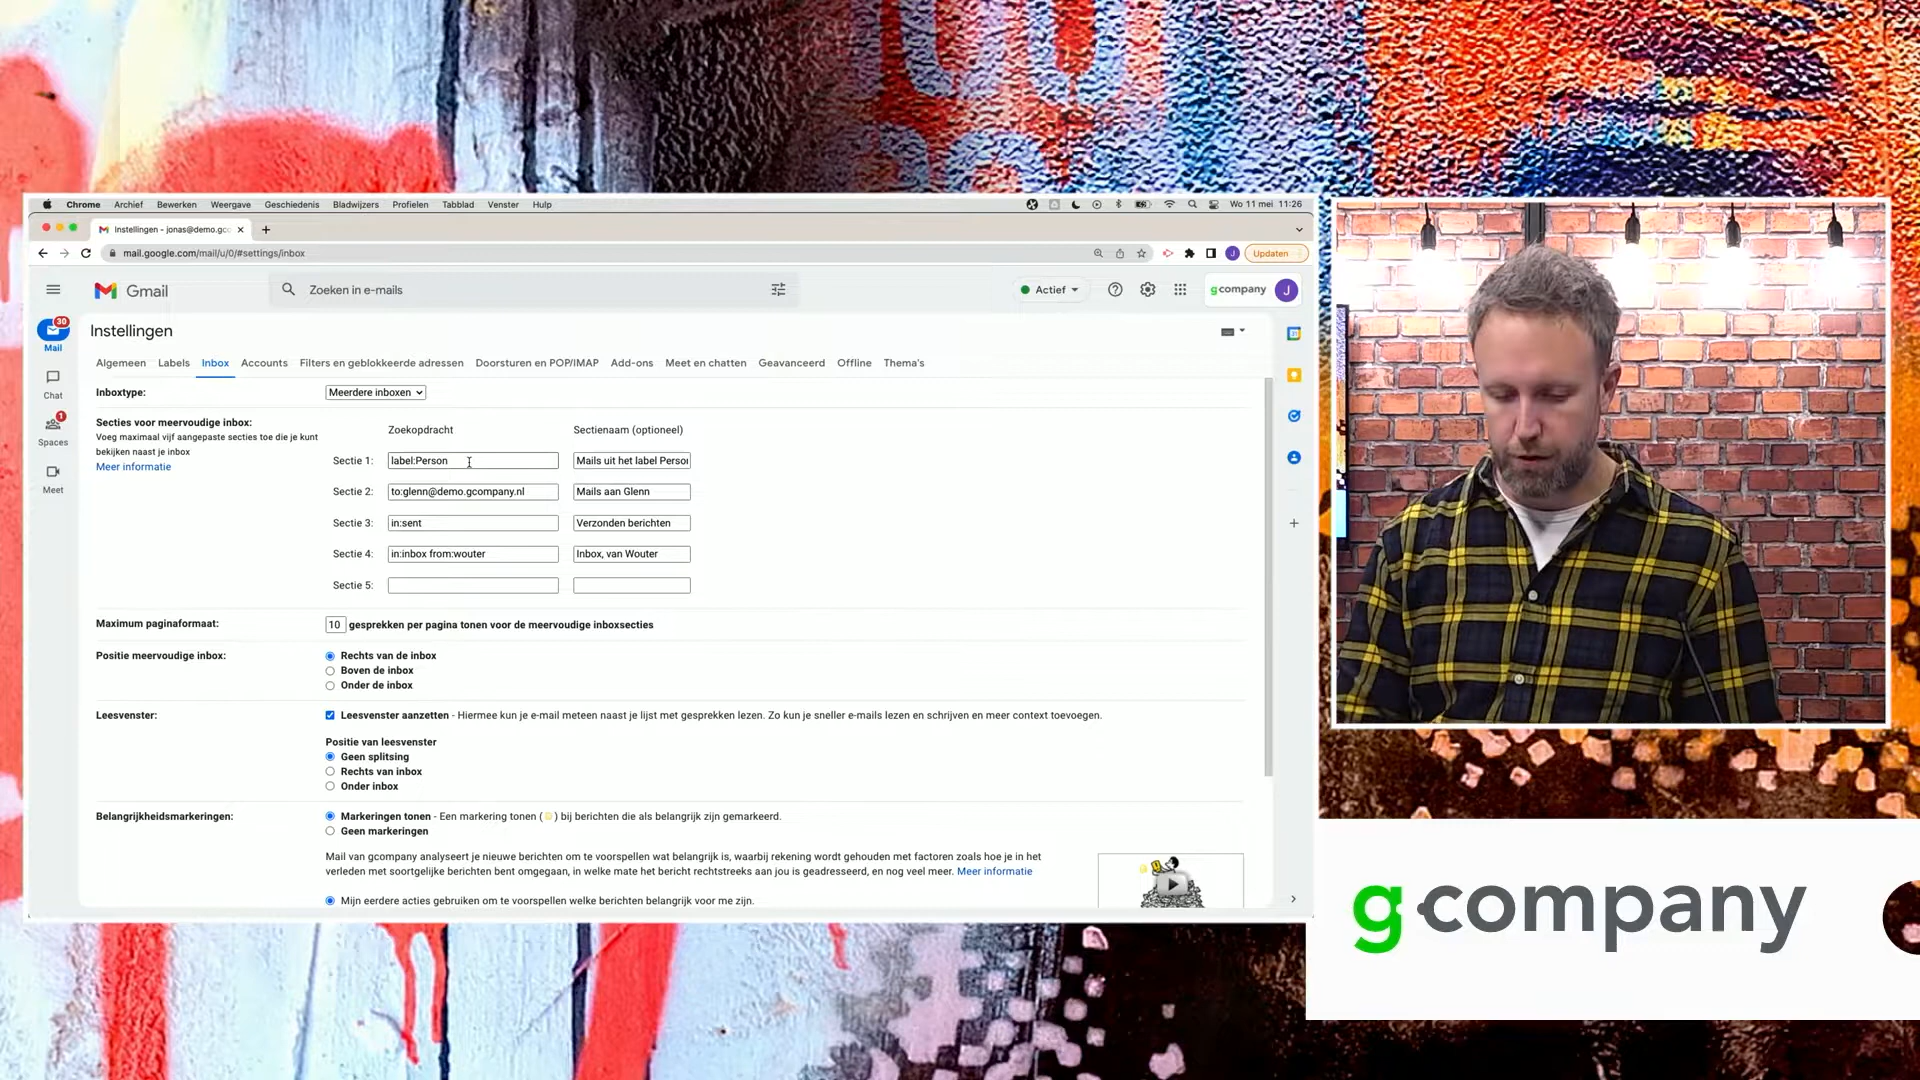 Chrome Archief Bewerken Weergave Geschiedenis Bladwijzers Profielen Tabblad Venster Hulp Wo 11 mei 11:26
Instellingen - jonas@demo.gco
mail.google.com/mail/u/0/#settings/inbox Updaten
Gmail Zoeken in e-mails Actief gcompany J
30
Mail
Chat
1
Spaces
Meet
Instellingen
Algemeen Labels Inbox Accounts Filters en geblokkeerde adressen Doorsturen en POP/IMAP Add-ons Meet en chatten Geavanceerd Offline Thema's
Inboxtype: Meerdere inboxen
Secties voor meervoudige inbox:
Voeg maximaal vijf aangepaste secties toe die je kunt
bekijken naast je inbox
Meer informatie
Zoekopdracht Sectienaam (optioneel)
Sectie 1: label:Person Mails uit het label Person
Sectie 2: to:glenn@demo.gcompany.nl Mails aan Glenn
Sectie 3: in:sent Verzonden berichten
Sectie 4: in:inbox from:wouter Inbox, van Wouter
Sectie 5:
Maximum paginaformaat: 10 gesprekken per pagina tonen voor de meervoudige inboxsecties
Positie meervoudige inbox: Rechts van de inbox
Boven de inbox
Onder de inbox
Leesvenster: Leesvenster aanzetten - Hiermee kun je e-mail meteen naast je lijst met gesprekken lezen. Zo kun je sneller e-mails lezen en schrijven en meer context toevoegen.
Positie van leesvenster
Geen splitsing
Rechts van inbox
Onder inbox
Belangrijkheidsmarkeringen: Markeringen tonen - Een markering tonen ( ) bij berichten die als belangrijk zijn gemarkeerd.
Geen markeringen
Mail van gcompany analyseert je nieuwe berichten om te voorspellen wat belangrijk is, waarbij rekening wordt gehouden met factoren zoals hoe je in het
verleden met soortgelijke berichten bent omgegaan, in welke mate het bericht rechtstreeks aan jou is geadresseerd, en nog veel meer. Meer informatie
Mijn eerdere acties gebruiken om te voorspellen welke berichten belangrijk voor me zijn.
g company